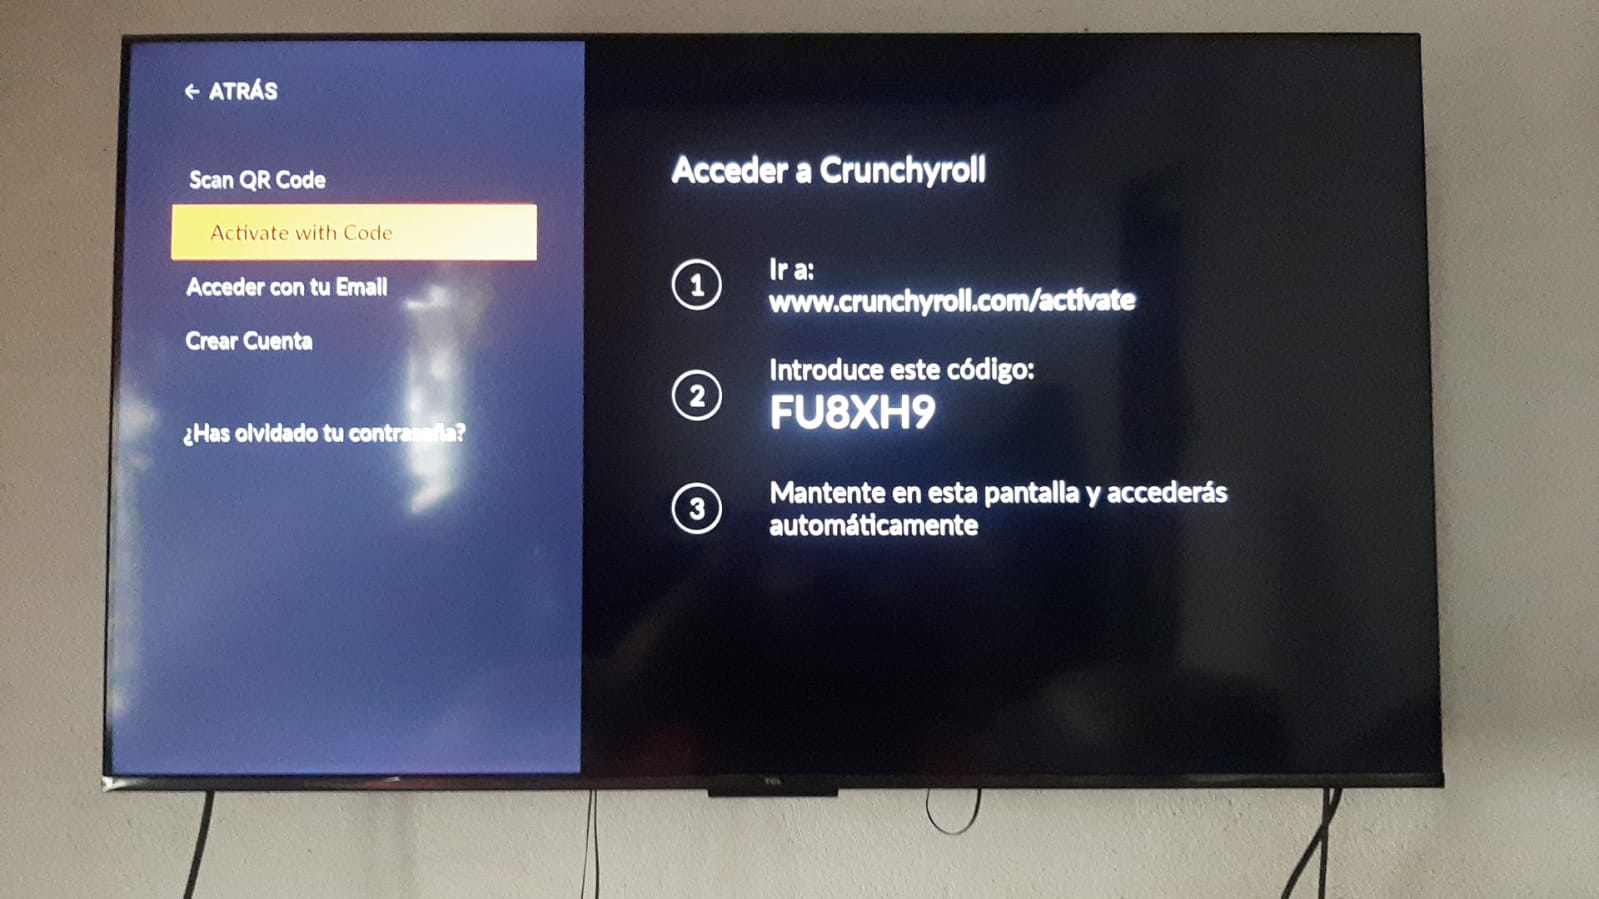 ← ATRÁS
Scan QR Code
Activate with Code
Acceder con tu Email
Crear Cuenta
¿Has olvidado tu contraseña?
Acceder a Crunchyroll
1
Ir a:
www.crunchyroll.com/activate
2
Introduce este código:
FU8XH9
3
Mantente en esta pantalla y accederás
automáticamente
TCL